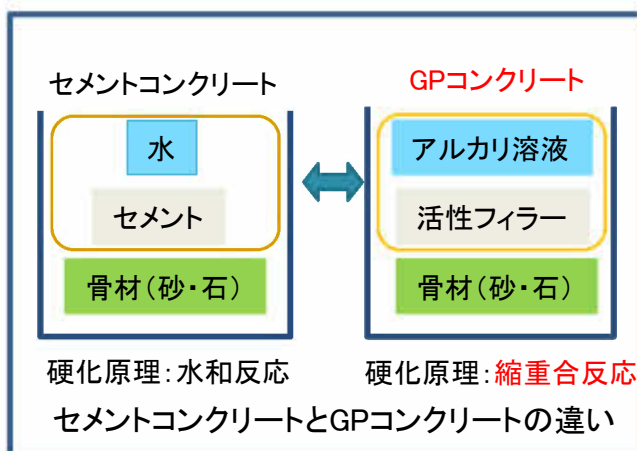 セメントコンクリート
水
セメント
骨材(砂・石)
硬化原理:水和反応
GPコンクリート
アルカリ溶液
活性フィラー
骨材(砂・石)
硬化原理:縮重合反応
セメントコンクリートとGPコンクリートの違い